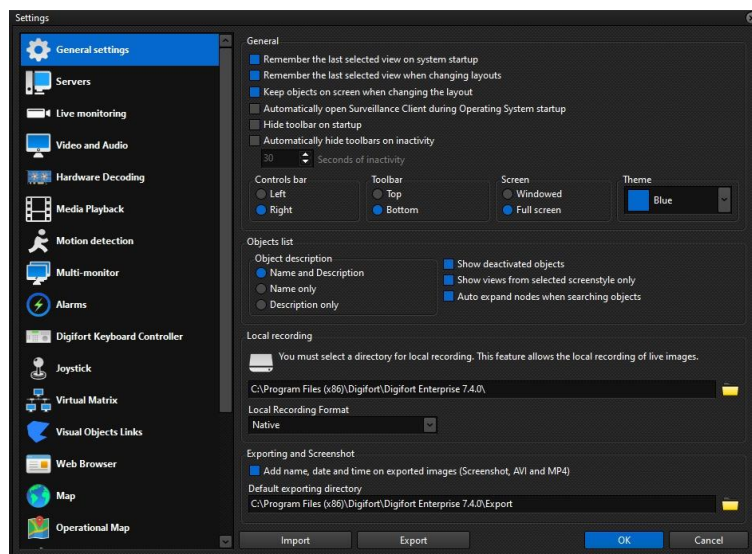 Settings
General settings
Servers
Live monitoring
Video and Audio
Hardware Decoding
Media Playback
Motion detection
Multi-monitor
Alarms
Digifort Keyboard Controller
Joystick
Virtual Matrix
Visual Objects Links
Web Browser
Map
Operational Map
General
Remember the last selected view on system startup
Remember the last selected view when changing layouts
Keep objects on screen when changing the layout
Automatically open Surveillance Client during Operating System startup
Hide toolbar on startup
Automatically hide toolbars on inactivity
30 Seconds of inactivity
Controls bar
Left
Right
Toolbar
Top
Bottom
Screen
Windowed
Full screen
Theme
Blue
Objects list
Object description
Name and Description
Name only
Description only
Show deactivated objects
Show views from selected screenstyle only
Auto expand nodes when searching objects
Local recording
You must select a directory for local recording. This feature allows the local recording of live images.
C:\Program Files (x86)\Digifort\Digifort Enterprise 7.4.0\
Local Recording Format
Native
Exporting and Screenshot
Add name, date and time on exported images (Screenshot, AVI and MP4)
Default exporting directory
C:\Program Files (x86)\Digifort\Digifort Enterprise 7.4.0\Export
Import Export OK Cancel